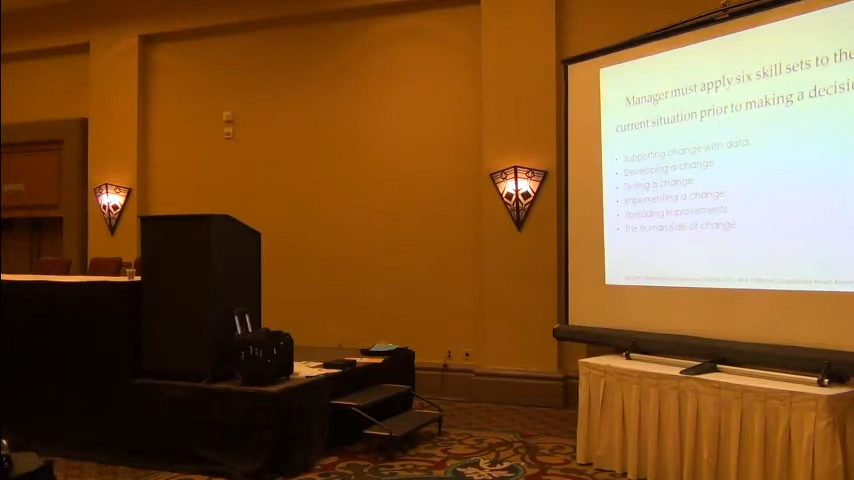 Manager must apply six skill sets to the
current situation prior to making a decisio
• Supporting change with data
• Developing a change
• Testing a change
• Implementing a change
• Spreading improvements
• The human side of change